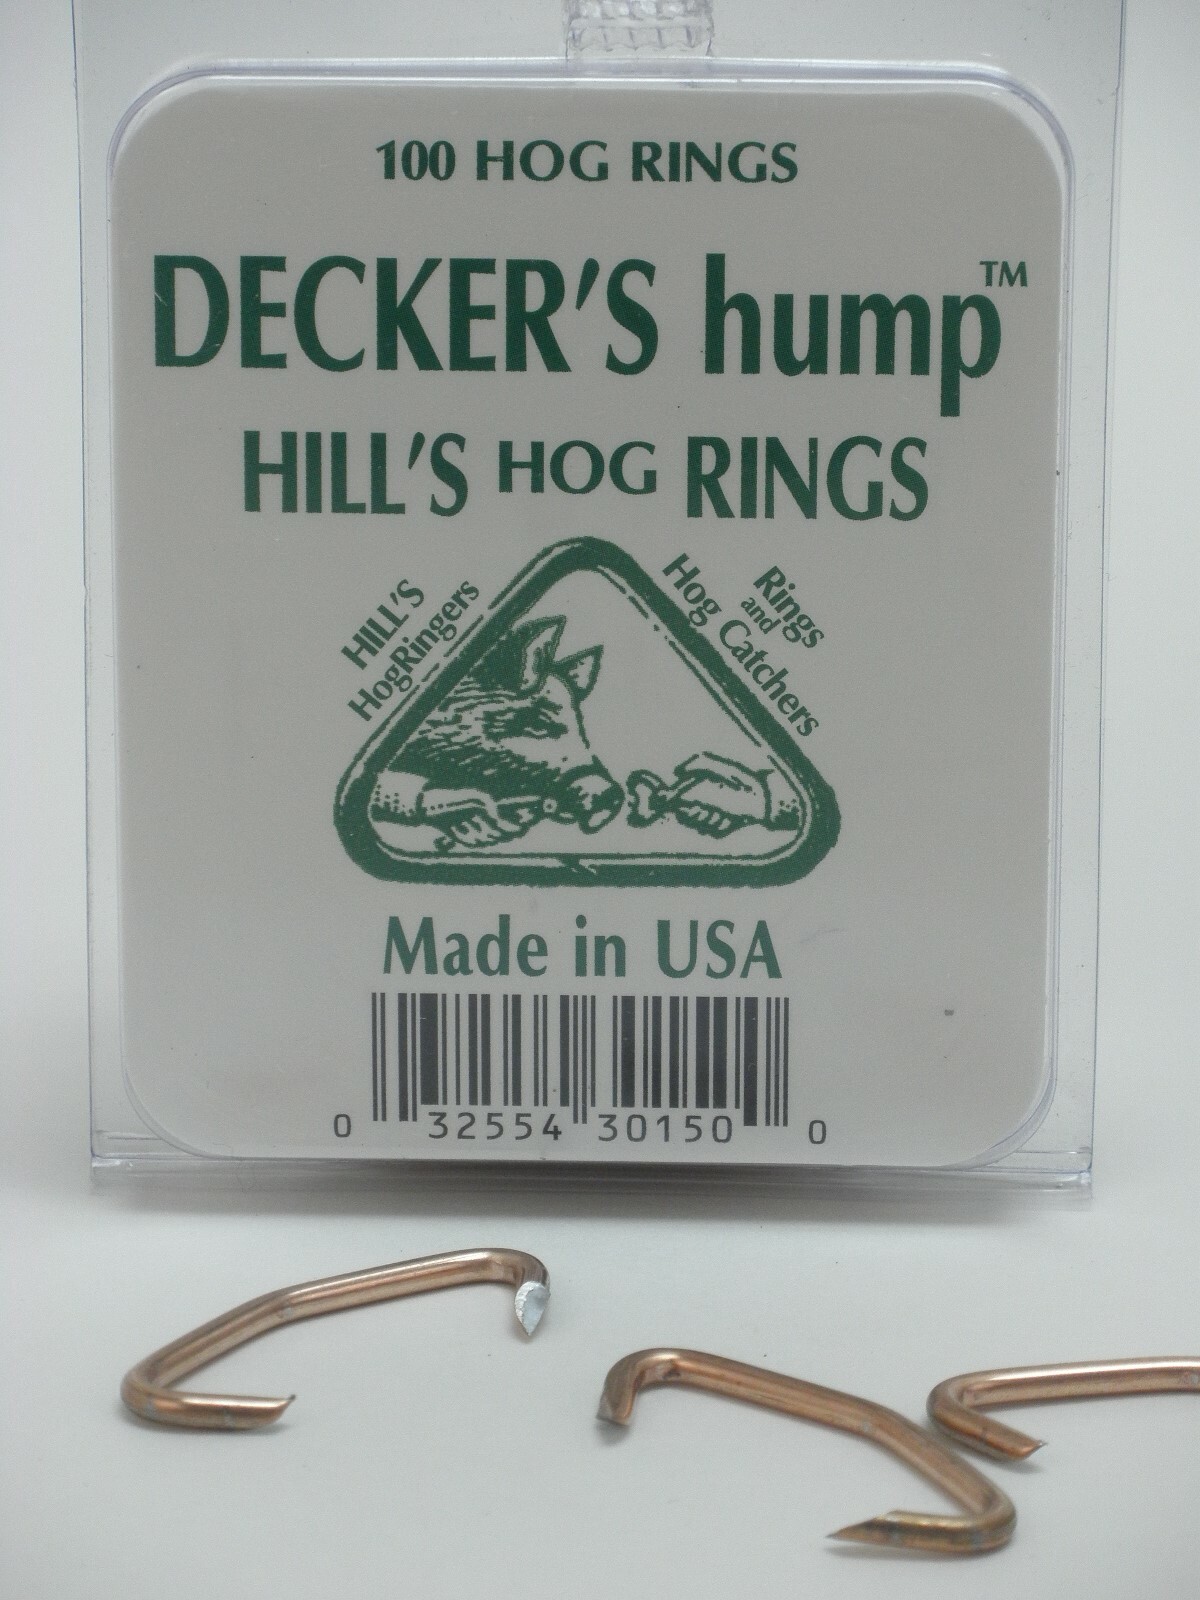 100 HOG RINGS
DECKER'S hump™
HILL'S HOG RINGS
HILL'S
HogRingers
Rings
and
Hog Catchers
Made in USA
0 32554 30150 0